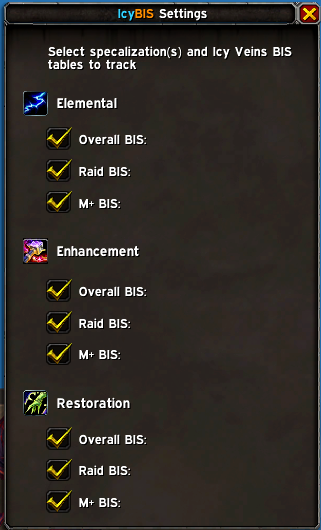 IcyBIS Settings
Select specalization(s) and Icy Veins BIS
tables to track
Elemental
Overall BIS:
Raid BIS:
M+ BIS:
Enhancement
Overall BIS:
Raid BIS:
M+ BIS:
Restoration
Overall BIS:
Raid BIS:
M+ BIS: